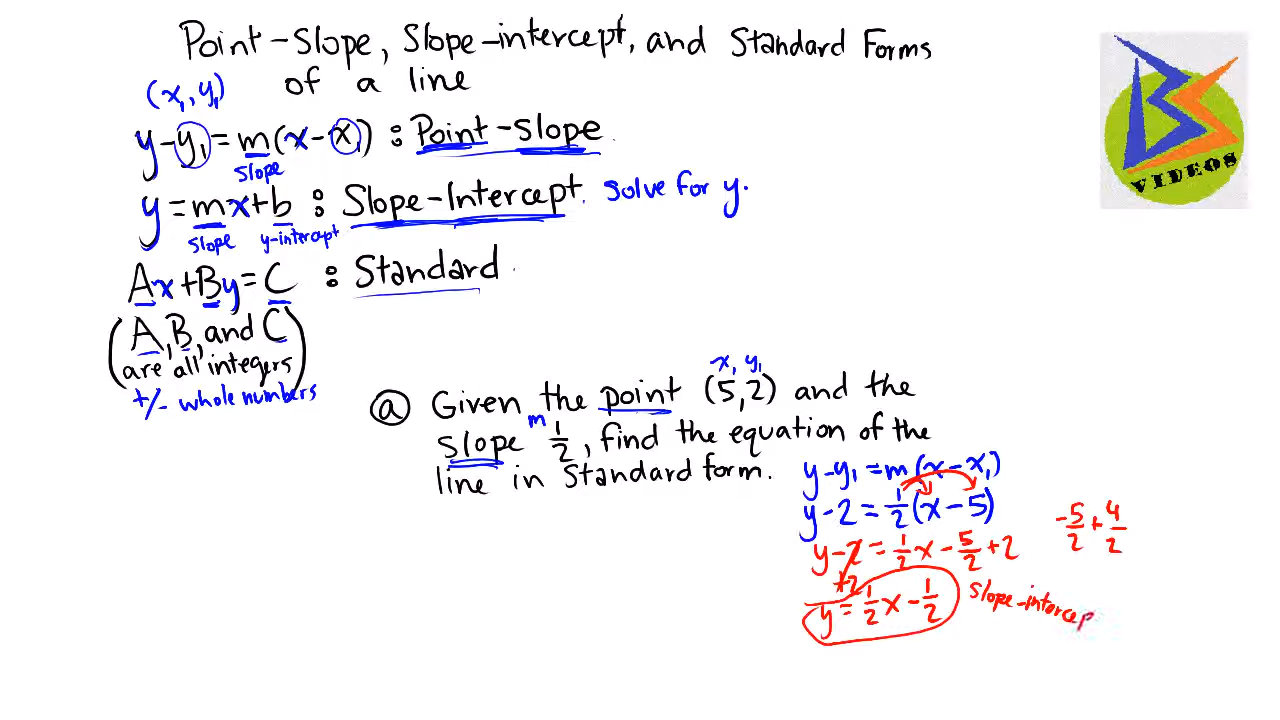 Point-Slope, Slope-intercept, and Standard Forms
of a line
(x₁, y₁)
y-y₁ = m(x-x₁) : Point-slope
slope
y = mx+b : Slope-Intercept. solve for y.
slope y-intercept
Ax+By=C : Standard
(A, B, and C
are all integers)
+/- whole numbers
x, y₁
(a) Given the point (5,2) and the
m
slope 1/2, find the equation of the
line in Standard form.
y-y₁ = m(x-x₁)
y-2 = 1/2(x-5)
y-2 = 1/2x - 5/2 + 2
-5/2 + 4/2
+2
y = 1/2x - 1/2
slope-intercep
BS
VIDEOS